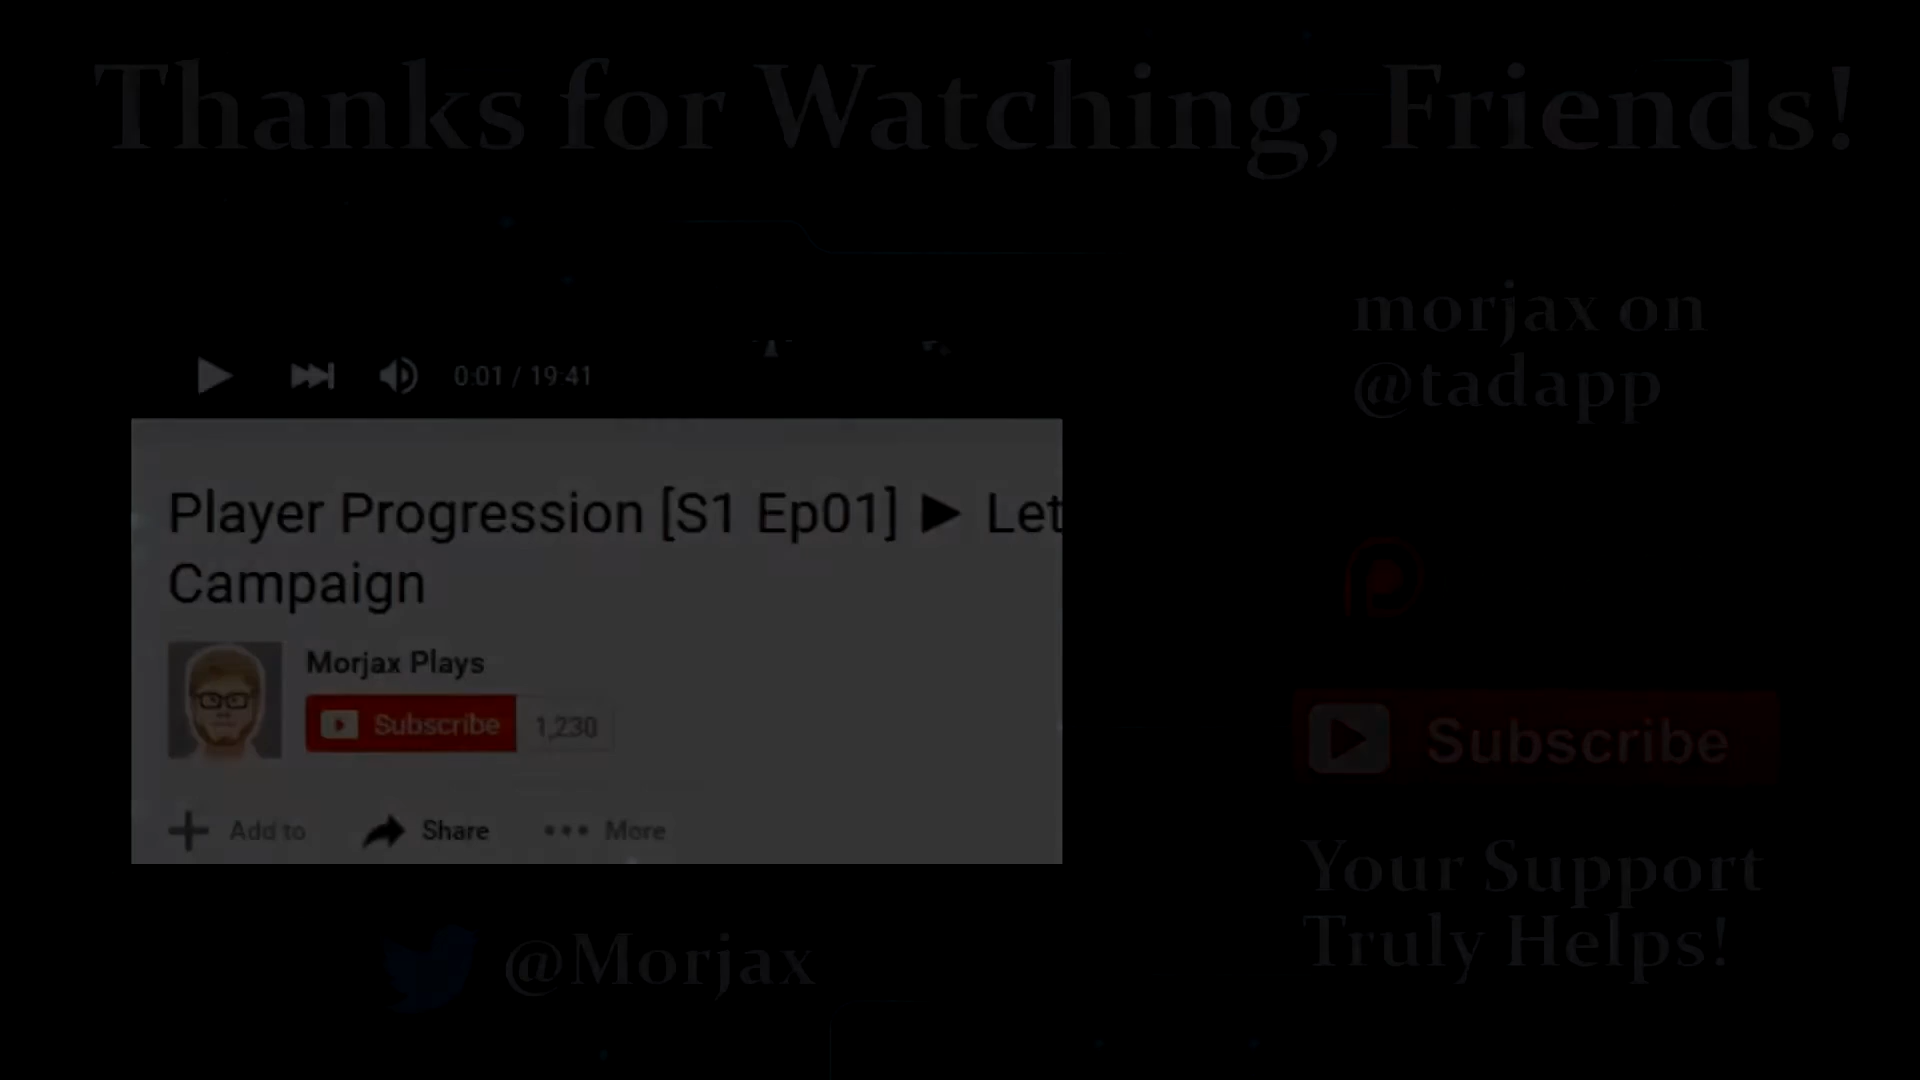 Thanks for Watching, Friends!
morjax on
@tadapp
0:01 / 19:41
Player Progression [S1 Ep01] ► Let
Campaign
Morjax Plays
Subscribe 1,230
Add to Share More
Subscribe
Your Support
Truly Helps!
@Morjax